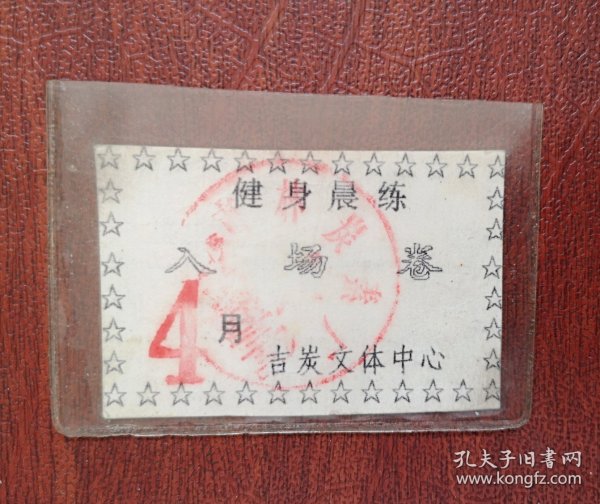 健身晨练
入场卷
4月
吉炭文体中心
孔夫子旧书网
www.kongfz.com